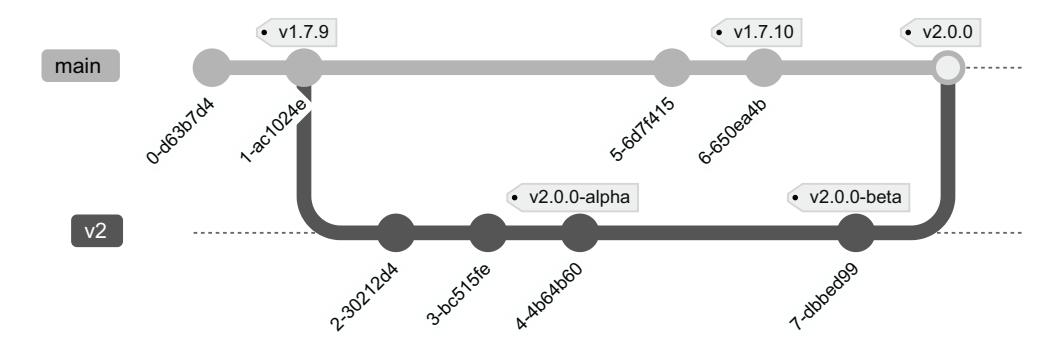 v1.7.9
v1.7.10
v2.0.0
main
0-d63b7d4
1-ac1024e
5-6d7f415
6-650ea4b
v2.0.0-alpha
v2.0.0-beta
v2
2-30212d4
3-bc515fe
4-4b64b60
7-dbbed99